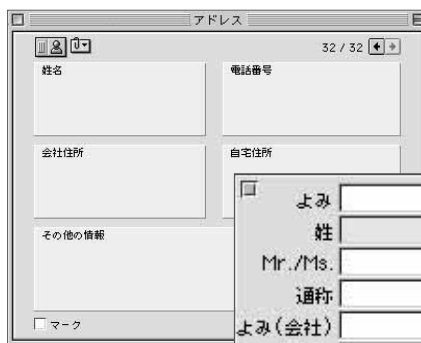 アドレス
32 / 32
姓名
電話番号
会社住所
自宅住所
その他の情報
マーク
よみ
姓
Mr./Ms.
通称
よみ(会社)